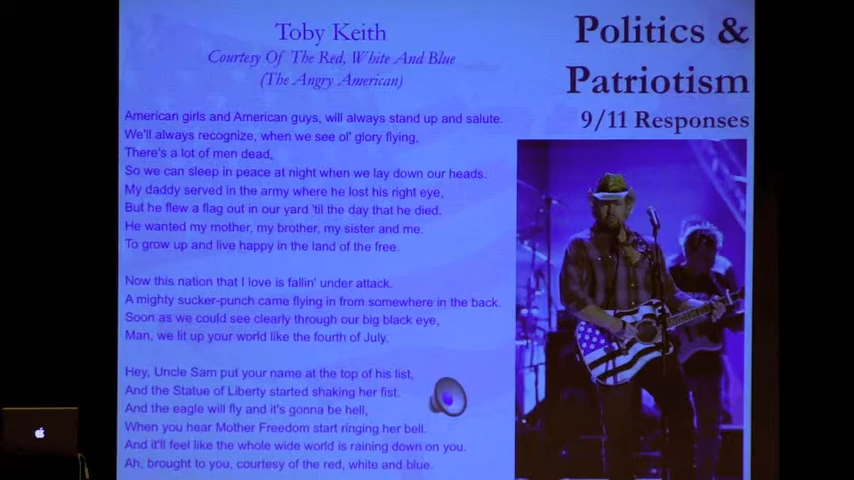 Toby Keith
Courtesy Of The Red, White And Blue
(The Angry American)
Politics &
Patriotism
9/11 Responses
American girls and American guys, will always stand up and salute.
We'll always recognize, when we see ol' glory flying,
There's a lot of men dead,
So we can sleep in peace at night when we lay down our heads.
My daddy served in the army where he lost his right eye,
But he flew a flag out in our yard 'til the day that he died.
He wanted my mother, my brother, my sister and me.
To grow up and live happy in the land of the free.
Now this nation that I love is fallin' under attack.
A mighty sucker-punch came flying in from somewhere in the back.
Soon as we could see clearly through our big black eye,
Man, we lit up your world like the fourth of July.
Hey, Uncle Sam put your name at the top of his list,
And the Statue of Liberty started shaking her fist.
And the eagle will fly and it's gonna be hell,
When you hear Mother Freedom start ringing her bell.
And it'll feel like the whole wide world is raining down on you.
Ah, brought to you, courtesy of the red, white and blue.